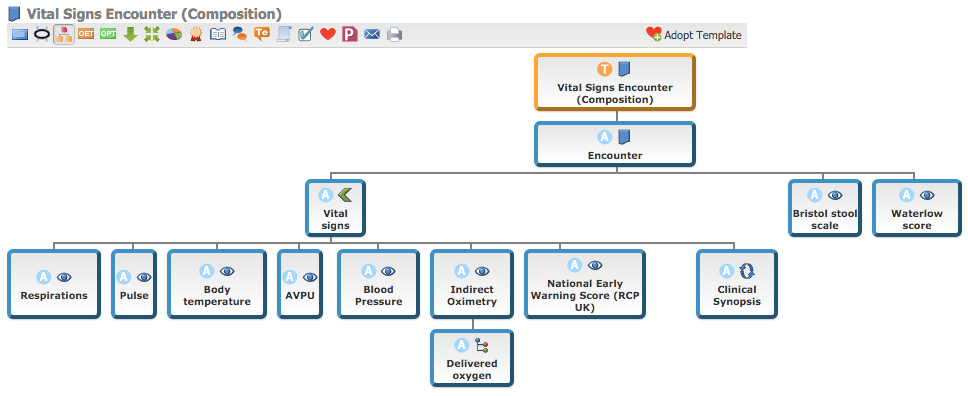 Vital Signs Encounter (Composition)
OET
OPT
Te
P
Adopt Template
T
Vital Signs Encounter
(Composition)
A
Encounter
A
Vital
signs
A
Bristol stool
scale
A
Waterlow
score
A
Respirations
A
Pulse
A
Body
temperature
A
AVPU
A
Blood
Pressure
A
Indirect
Oximetry
A
National Early
Warning Score (RCP
UK)
A
Clinical
Synopsis
A
Delivered
oxygen